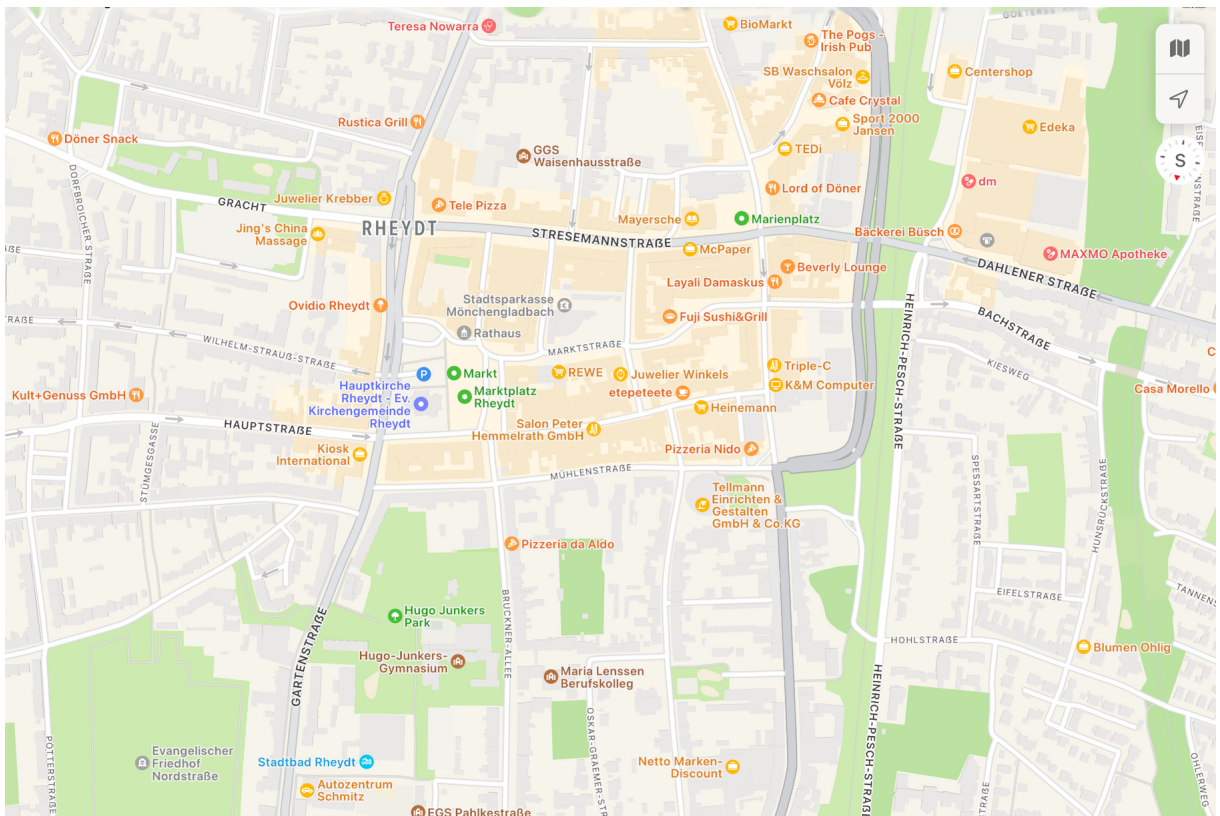 Teresa Nowarra
BioMarkt
The Pogs -
Irish Pub
SB Waschsalon
Völz
Centershop
Cafe Crystal
Rustica Grill
Sport 2000
Jansen
Edeka
Döner Snack
TEDi
GGS
Waisenhausstraße
S
DORFBROICHER STRAßE
dm
Lord of Döner
Juwelier Krebber
GRACHT
Tele Pizza
Mayersche
Marienplatz
Jing's China
Massage
RHEYDT
STRESEMANNSTRAßE
Bäckerei Büsch
McPaper
MAXMO Apotheke
DAHLENER STRAßE
Beverly Lounge
Layali Damaskus
Stadtsparkasse
Mönchengladbach
Ovidio Rheydt
HEINRICH-PESCH-STRAßE
BACHSTRAßE
Fuji Sushi&Grill
RAßE
Rathaus
WILHELM-STRAUß-STRAßE
MARKTSTRAßE
KIESWEG
P
Markt
REWE
Juwelier Winkels
Triple-C
K&M Computer
Hauptkirche
Rheydt - Ev.
Kirchengemeinde
Rheydt
Marktplatz
Rheydt
etepeteete
Casa Morello
Kult+Genuss GmbH
Heinemann
HAUPTSTRAßE
Salon Peter
Hemmelrath GmbH
Kiosk
International
Pizzeria Nido
STÜMGESGASSE
MÜHLENSTRAßE
SPESSARTSTRAßE
HUNSRÜCKSTRAßE
Tellmann
Einrichten &
Gestalten
GmbH & Co.KG
Pizzeria da Aldo
BRUCKNER-ALLEE
EIFELSTRAßE
Hugo Junkers
Park
HOHLSTRAßE
Blumen Ohlig
GARTENSTRAßE
Hugo-Junkers-
Gymnasium
Maria Lenssen
Berufskolleg
HEINRICH-PESCH-STRAßE
OSKAR-GRAEMER-STR
PÖTTERSTRAßE
Evangelischer
Friedhof
Nordstraße
Stadtbad Rheydt
Netto Marken-
Discount
OHLERWEG
Autozentrum
Schmitz
EGS Pahlkestraße